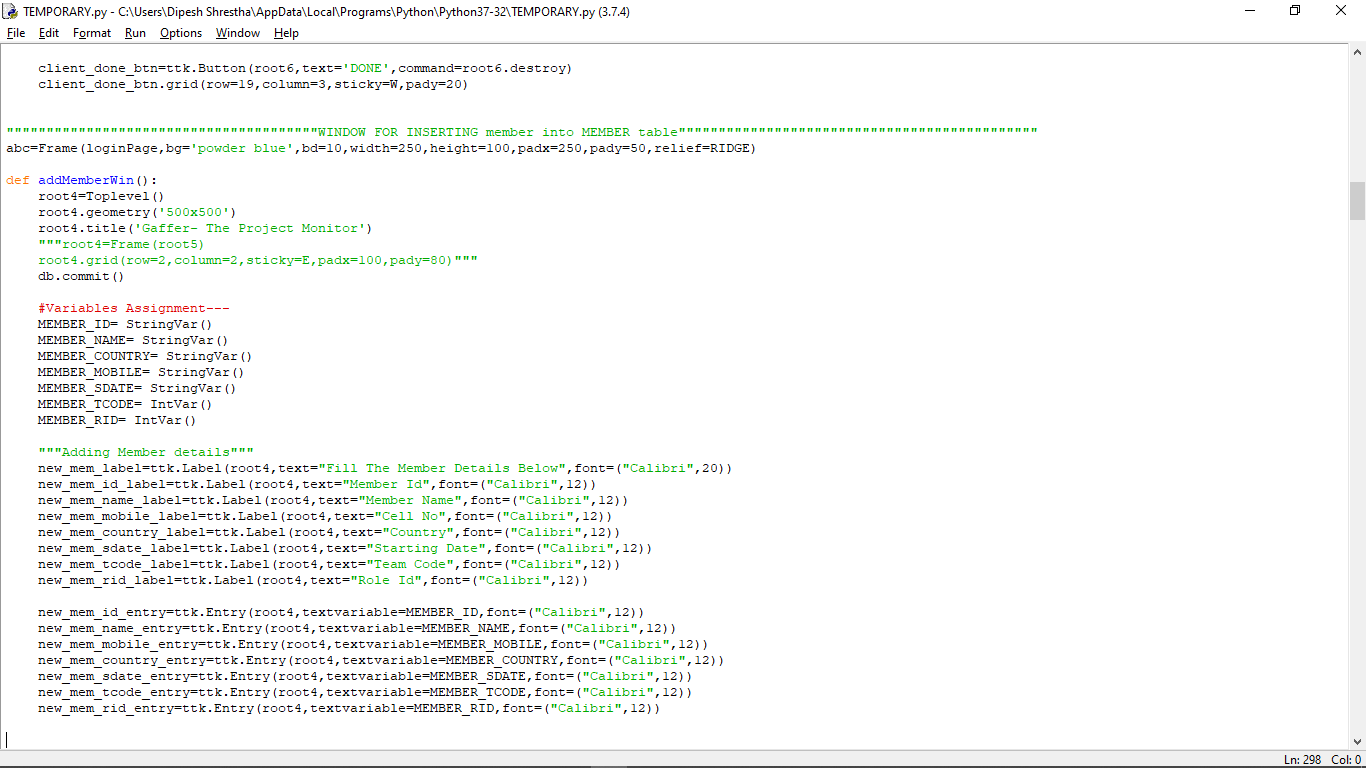 TEMPORARY.py - C:\Users\Dipesh Shrestha\AppData\Local\Programs\Python\Python37-32\TEMPORARY.py (3.7.4)
File Edit Format Run Options Window Help
    client_done_btn=ttk.Button(root6,text='DONE',command=root6.destroy)
    client_done_btn.grid(row=19,column=3,sticky=W,pady=20)
"""""""""""""""""""""""""""""""""""""""WINDOW FOR INSERTING member into MEMBER table"""""""""""""""""""""""""""""""""""""""""""""
abc=Frame(loginPage,bg='powder blue',bd=10,width=250,height=100,padx=250,pady=50,relief=RIDGE)
def addMemberWin():
    root4=Toplevel()
    root4.geometry('500x500')
    root4.title('Gaffer- The Project Monitor')
    """root4=Frame(root5)
    root4.grid(row=2,column=2,sticky=E,padx=100,pady=80)"""
    db.commit()
    #Variables Assignment---
    MEMBER_ID= StringVar()
    MEMBER_NAME= StringVar()
    MEMBER_COUNTRY= StringVar()
    MEMBER_MOBILE= StringVar()
    MEMBER_SDATE= StringVar()
    MEMBER_TCODE= IntVar()
    MEMBER_RID= IntVar()
    """Adding Member details"""
    new_mem_label=ttk.Label(root4,text="Fill The Member Details Below",font=("Calibri",20))
    new_mem_id_label=ttk.Label(root4,text="Member Id",font=("Calibri",12))
    new_mem_name_label=ttk.Label(root4,text="Member Name",font=("Calibri",12))
    new_mem_mobile_label=ttk.Label(root4,text="Cell No",font=("Calibri",12))
    new_mem_country_label=ttk.Label(root4,text="Country",font=("Calibri",12))
    new_mem_sdate_label=ttk.Label(root4,text="Starting Date",font=("Calibri",12))
    new_mem_tcode_label=ttk.Label(root4,text="Team Code",font=("Calibri",12))
    new_mem_rid_label=ttk.Label(root4,text="Role Id",font=("Calibri",12))
    new_mem_id_entry=ttk.Entry(root4,textvariable=MEMBER_ID,font=("Calibri",12))
    new_mem_name_entry=ttk.Entry(root4,textvariable=MEMBER_NAME,font=("Calibri",12))
    new_mem_mobile_entry=ttk.Entry(root4,textvariable=MEMBER_MOBILE,font=("Calibri",12))
    new_mem_country_entry=ttk.Entry(root4,textvariable=MEMBER_COUNTRY,font=("Calibri",12))
    new_mem_sdate_entry=ttk.Entry(root4,textvariable=MEMBER_SDATE,font=("Calibri",12))
    new_mem_tcode_entry=ttk.Entry(root4,textvariable=MEMBER_TCODE,font=("Calibri",12))
    new_mem_rid_entry=ttk.Entry(root4,textvariable=MEMBER_RID,font=("Calibri",12))
Ln: 298 Col: 0